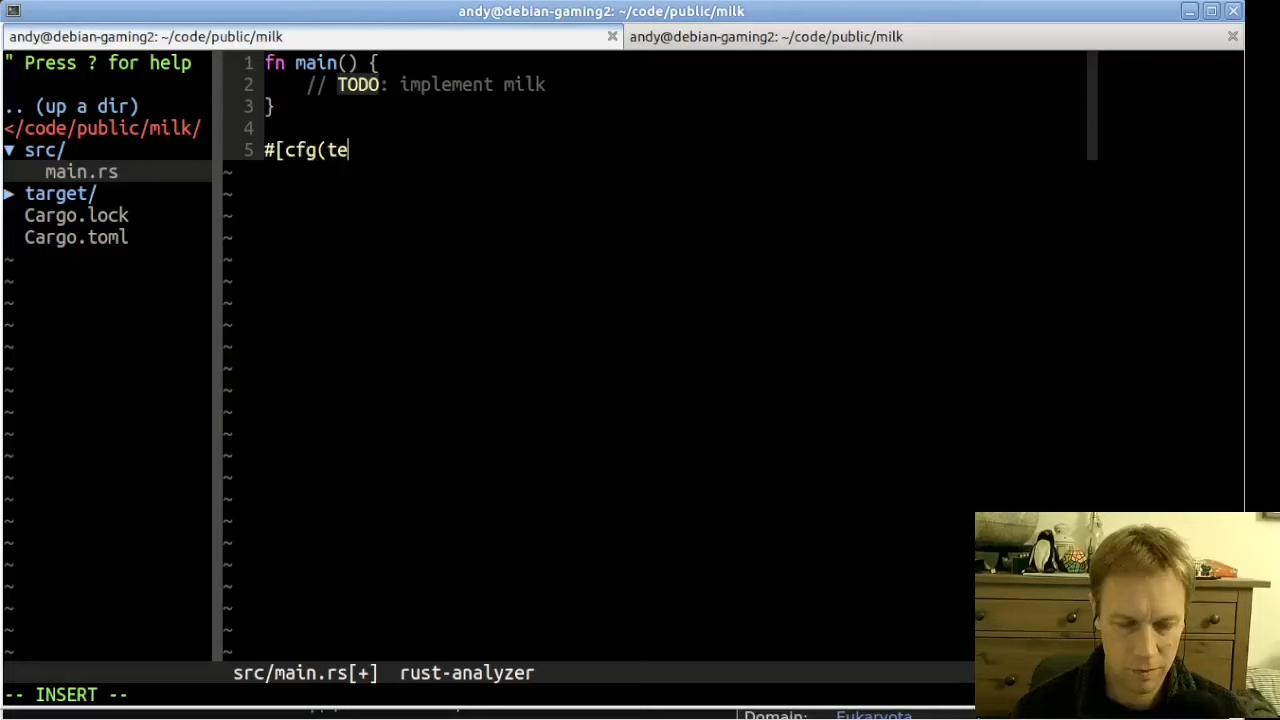 andy@debian-gaming2: ~/code/public/milk
andy@debian-gaming2: ~/code/public/milk
andy@debian-gaming2: ~/code/public/milk
" Press ? for help
.. (up a dir)
</code/public/milk/
▼ src/
main.rs
▶ target/
Cargo.lock
Cargo.toml
1 fn main() {
2 // TODO: implement milk
3 }
4
5 #[cfg(te
src/main.rs[+] rust-analyzer
-- INSERT --
Domain: Eukaryota